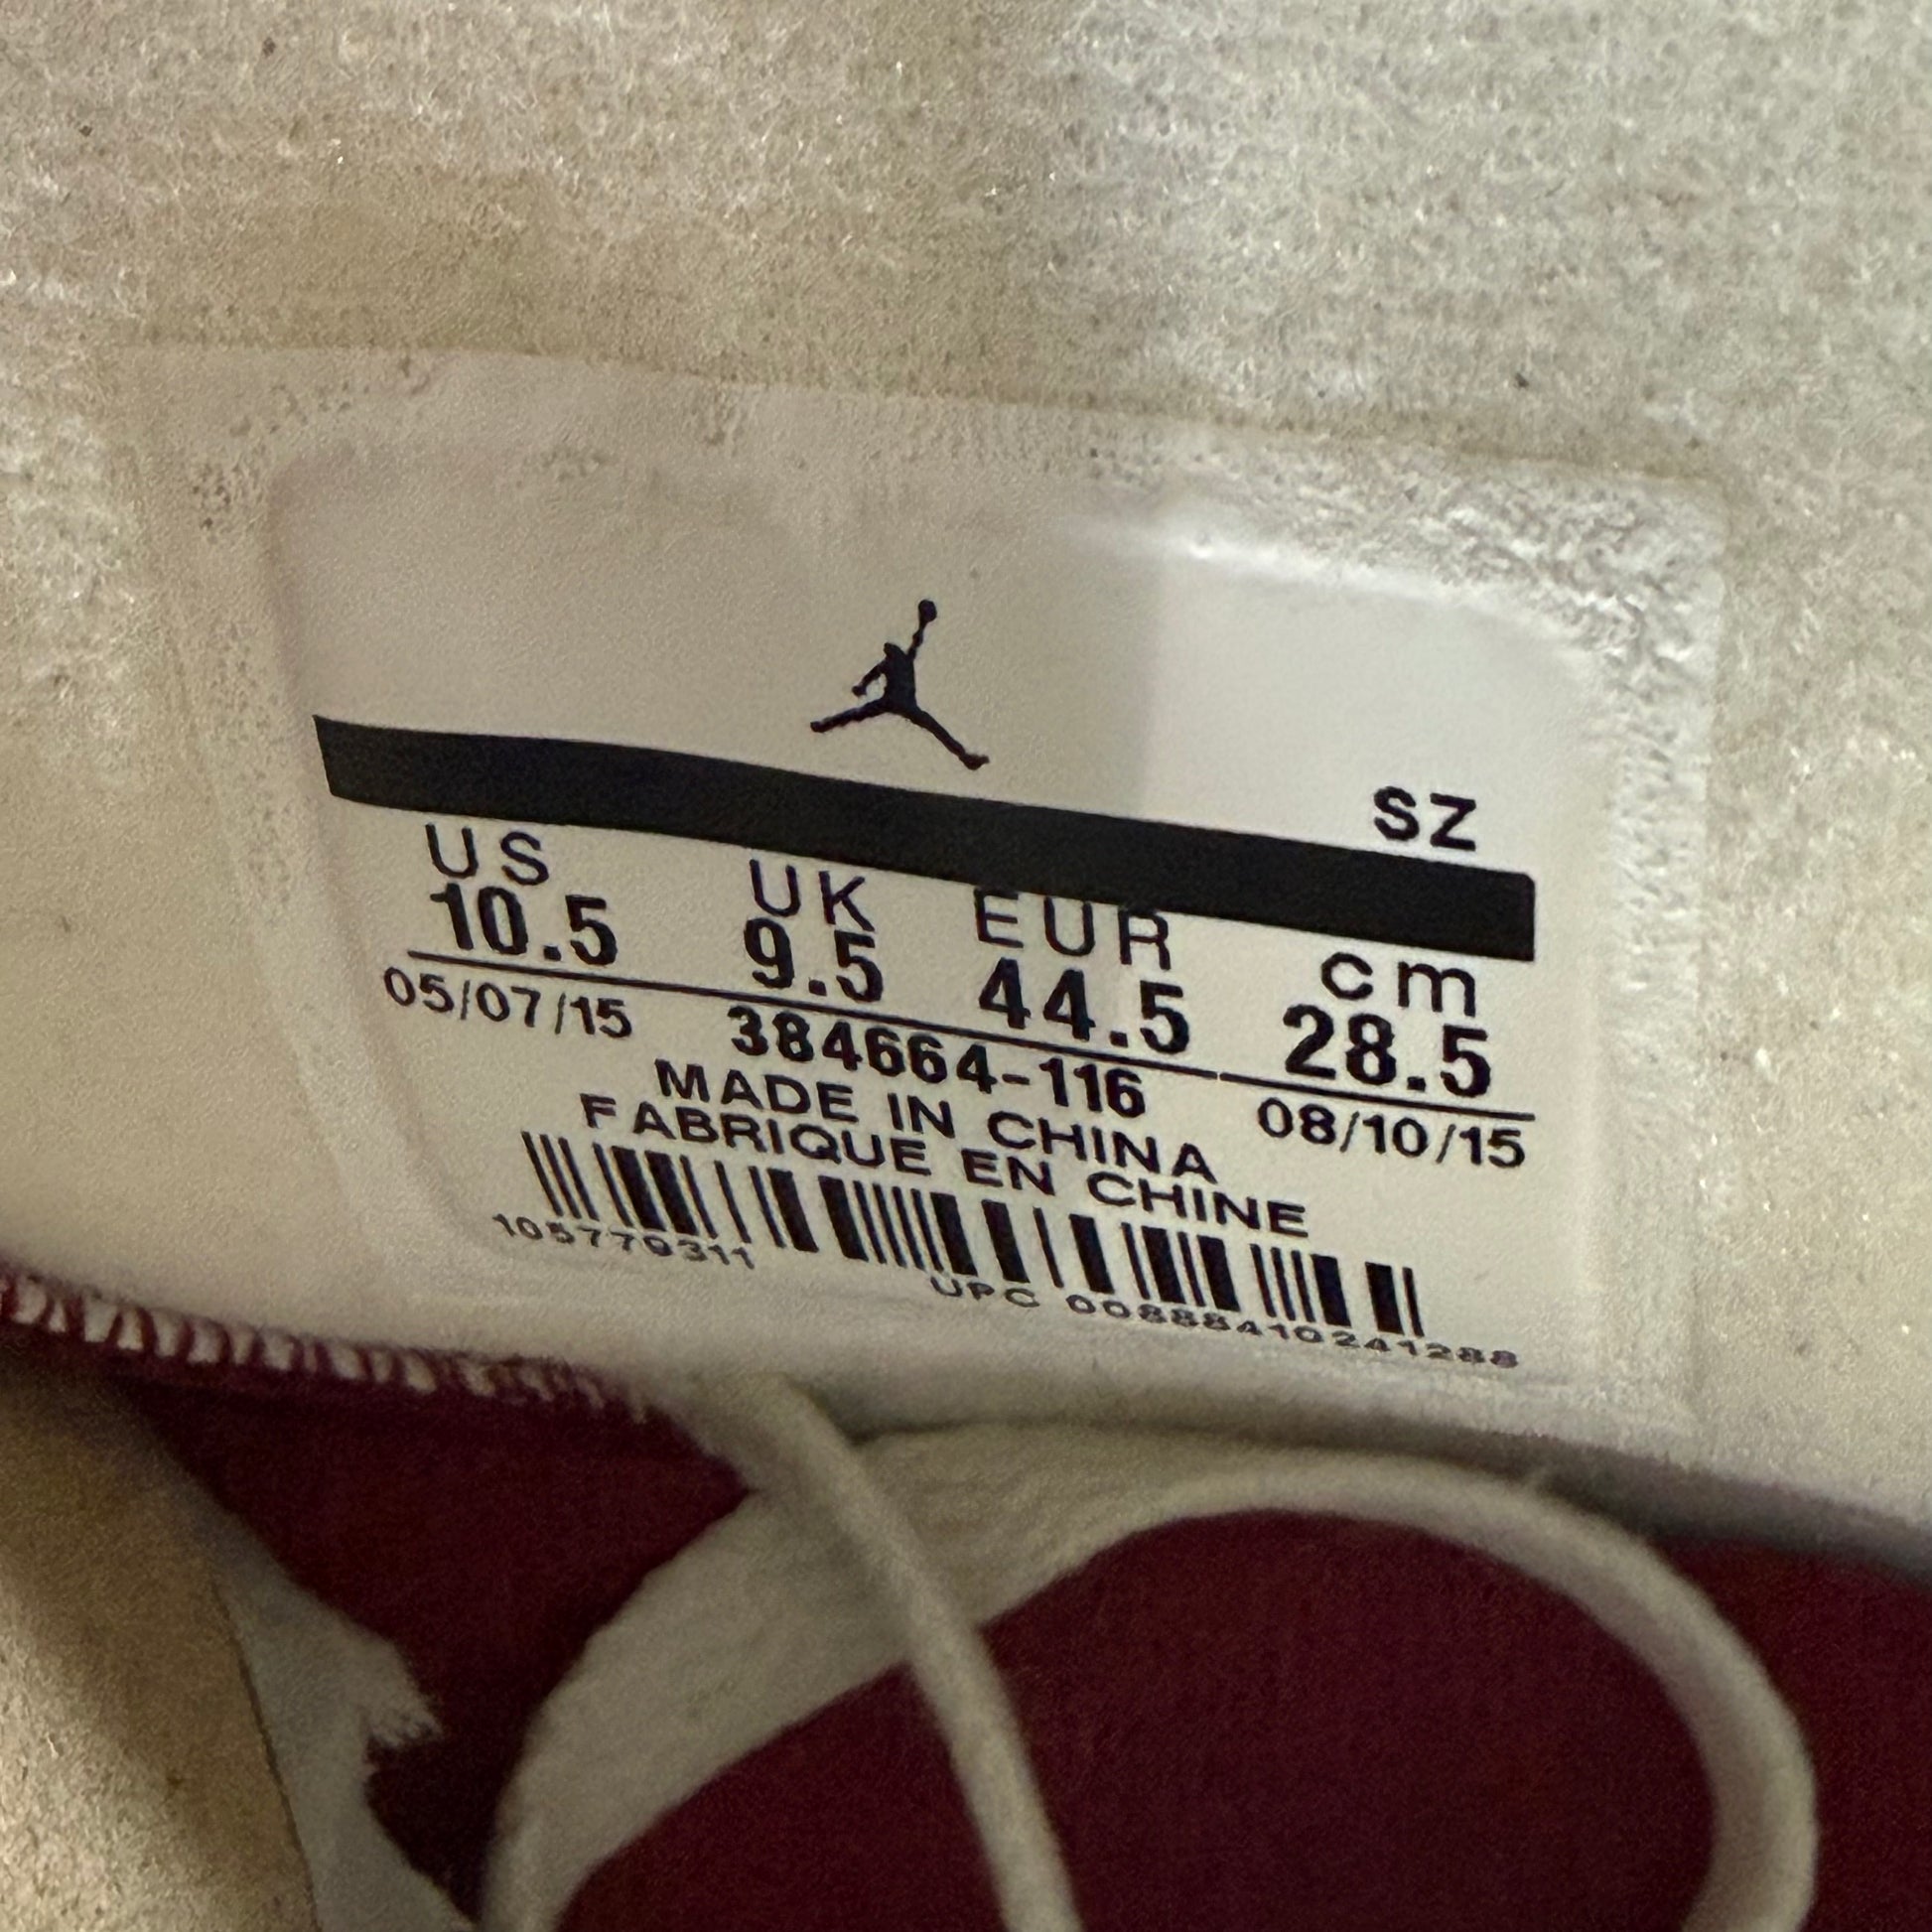 SZ
US UK EUR cm
10.5 9.5 44.5 28.5
05/07/15 384664-116 08/10/15
MADE IN CHINA
FABRIQUE EN CHINE
105779311 UPC 00888410241288